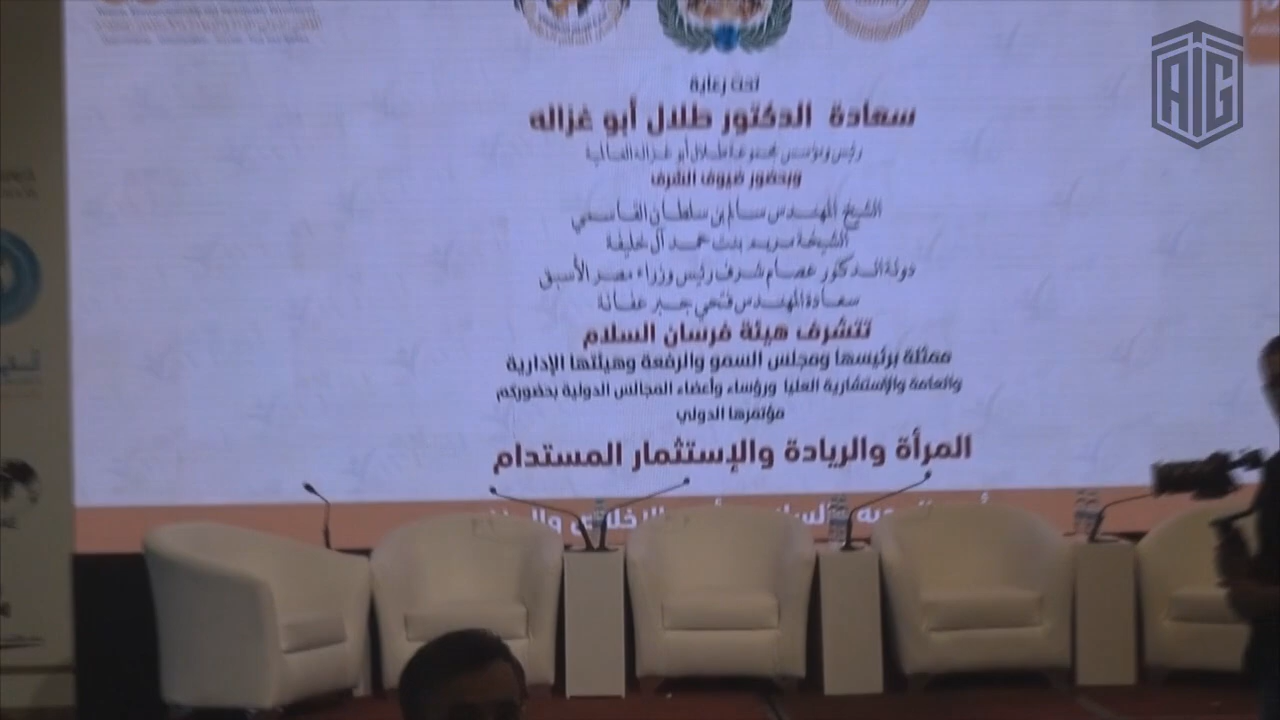 تحت رعاية
سعادة الدكتور طلال أبو غزاله
رئيس ومؤسس مجموعة طلال أبو غزاله العالمية
وبحضور ضيوف الشرف
الشيخ المهندس سالم بن سلطان القاسمي
الشيخة مريم بنت حمد آل خليفة
دولة الدكتور عصام شرف رئيس وزراء مصر الأسبق
سعادة المهندس فتحي جبر عفانة
تتشرف هيئة فرسان السلام
ممثلة برئيسها ومجلس السمو والرفعة وهيئتها الإدارية
والعامة والإستشارية العليا ورؤساء وأعضاء المجالس الدولية بحضوركم
مؤتمرها الدولي
المرأة والريادة والإستثمار المستدام
TAG